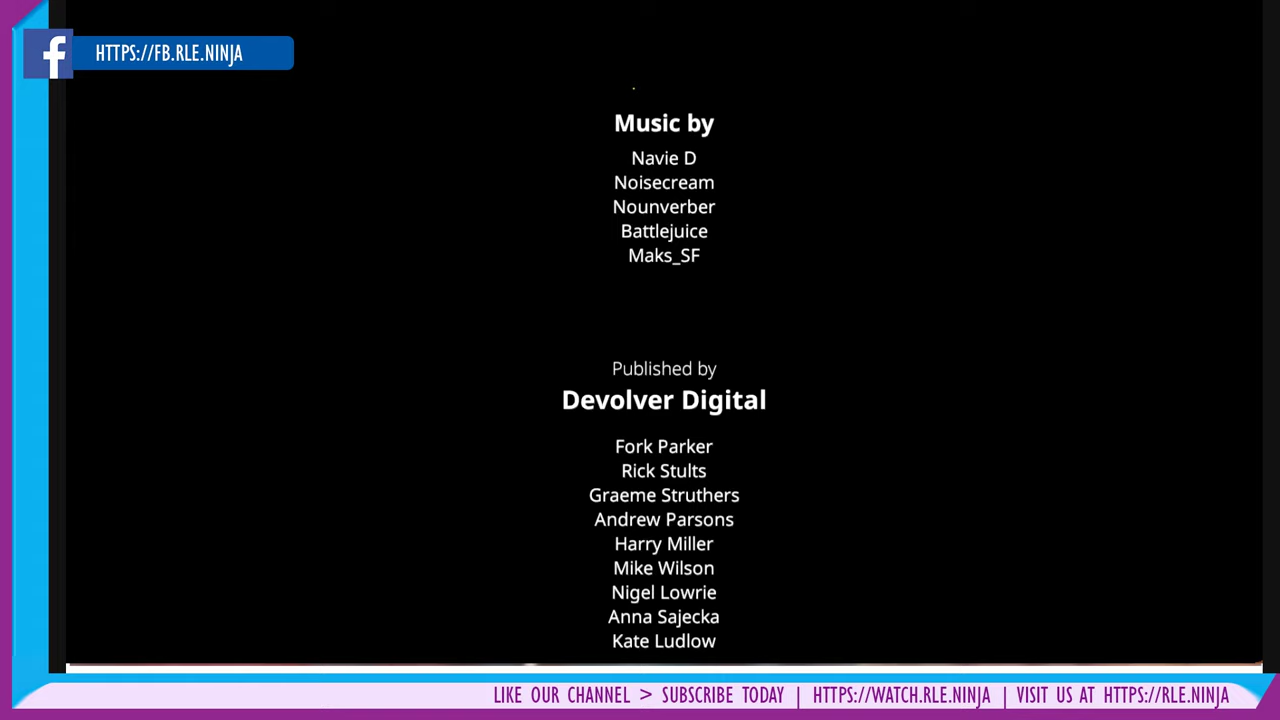 HTTPS://FB.RLE.NINJA
Music by
Navie D
Noisecream
Nounverber
Battlejuice
Maks_SF
Published by
Devolver Digital
Fork Parker
Rick Stults
Graeme Struthers
Andrew Parsons
Harry Miller
Mike Wilson
Nigel Lowrie
Anna Sajecka
Kate Ludlow
LIKE OUR CHANNEL > SUBSCRIBE TODAY | HTTPS://WATCH.RLE.NINJA | VISIT US AT HTTPS://RLE.NINJA